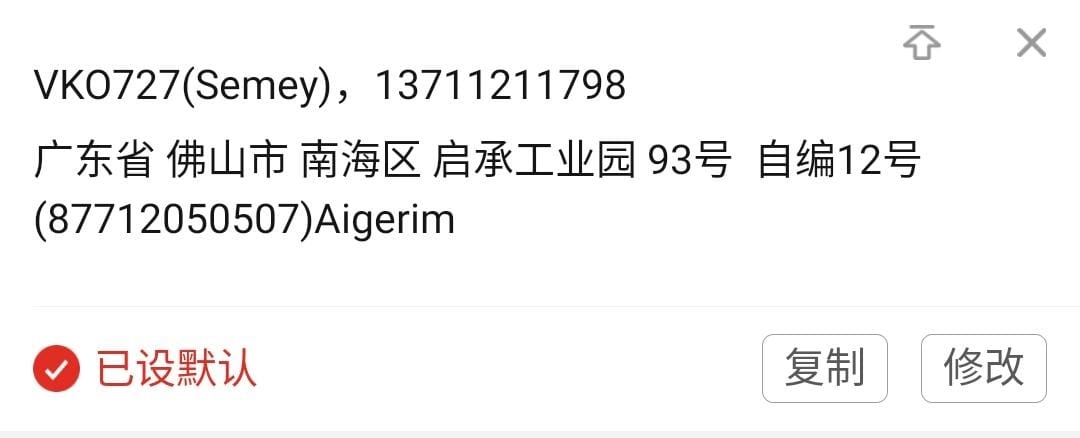 VKO727(Semey)，13711211798
广东省 佛山市 南海区 启承工业园 93号  自编12号
(87712050507)Aigerim
已设默认
复制
修改